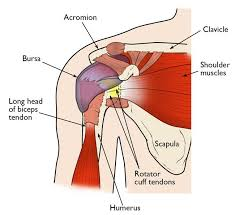 Acromion
Clavicle
Bursa
Shoulder
muscles
Long head
of biceps
tendon
Scapula
Rotator
cuff tendons
Humerus